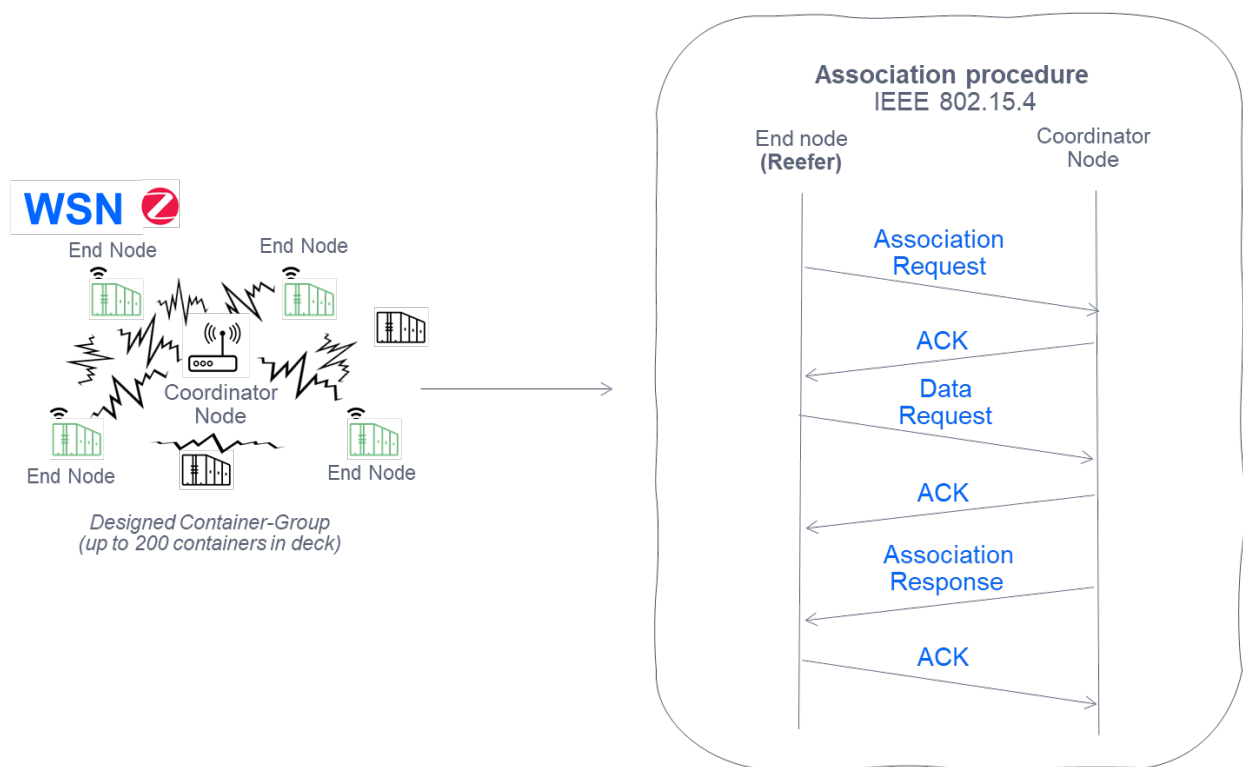 WSN
End Node
End Node
Coordinator
Node
End Node
End Node
Designed Container-Group
(up to 200 containers in deck)
Association procedure
IEEE 802.15.4
End node
(Reefer)
Coordinator
Node
Association
Request
ACK
Data
Request
ACK
Association
Response
ACK